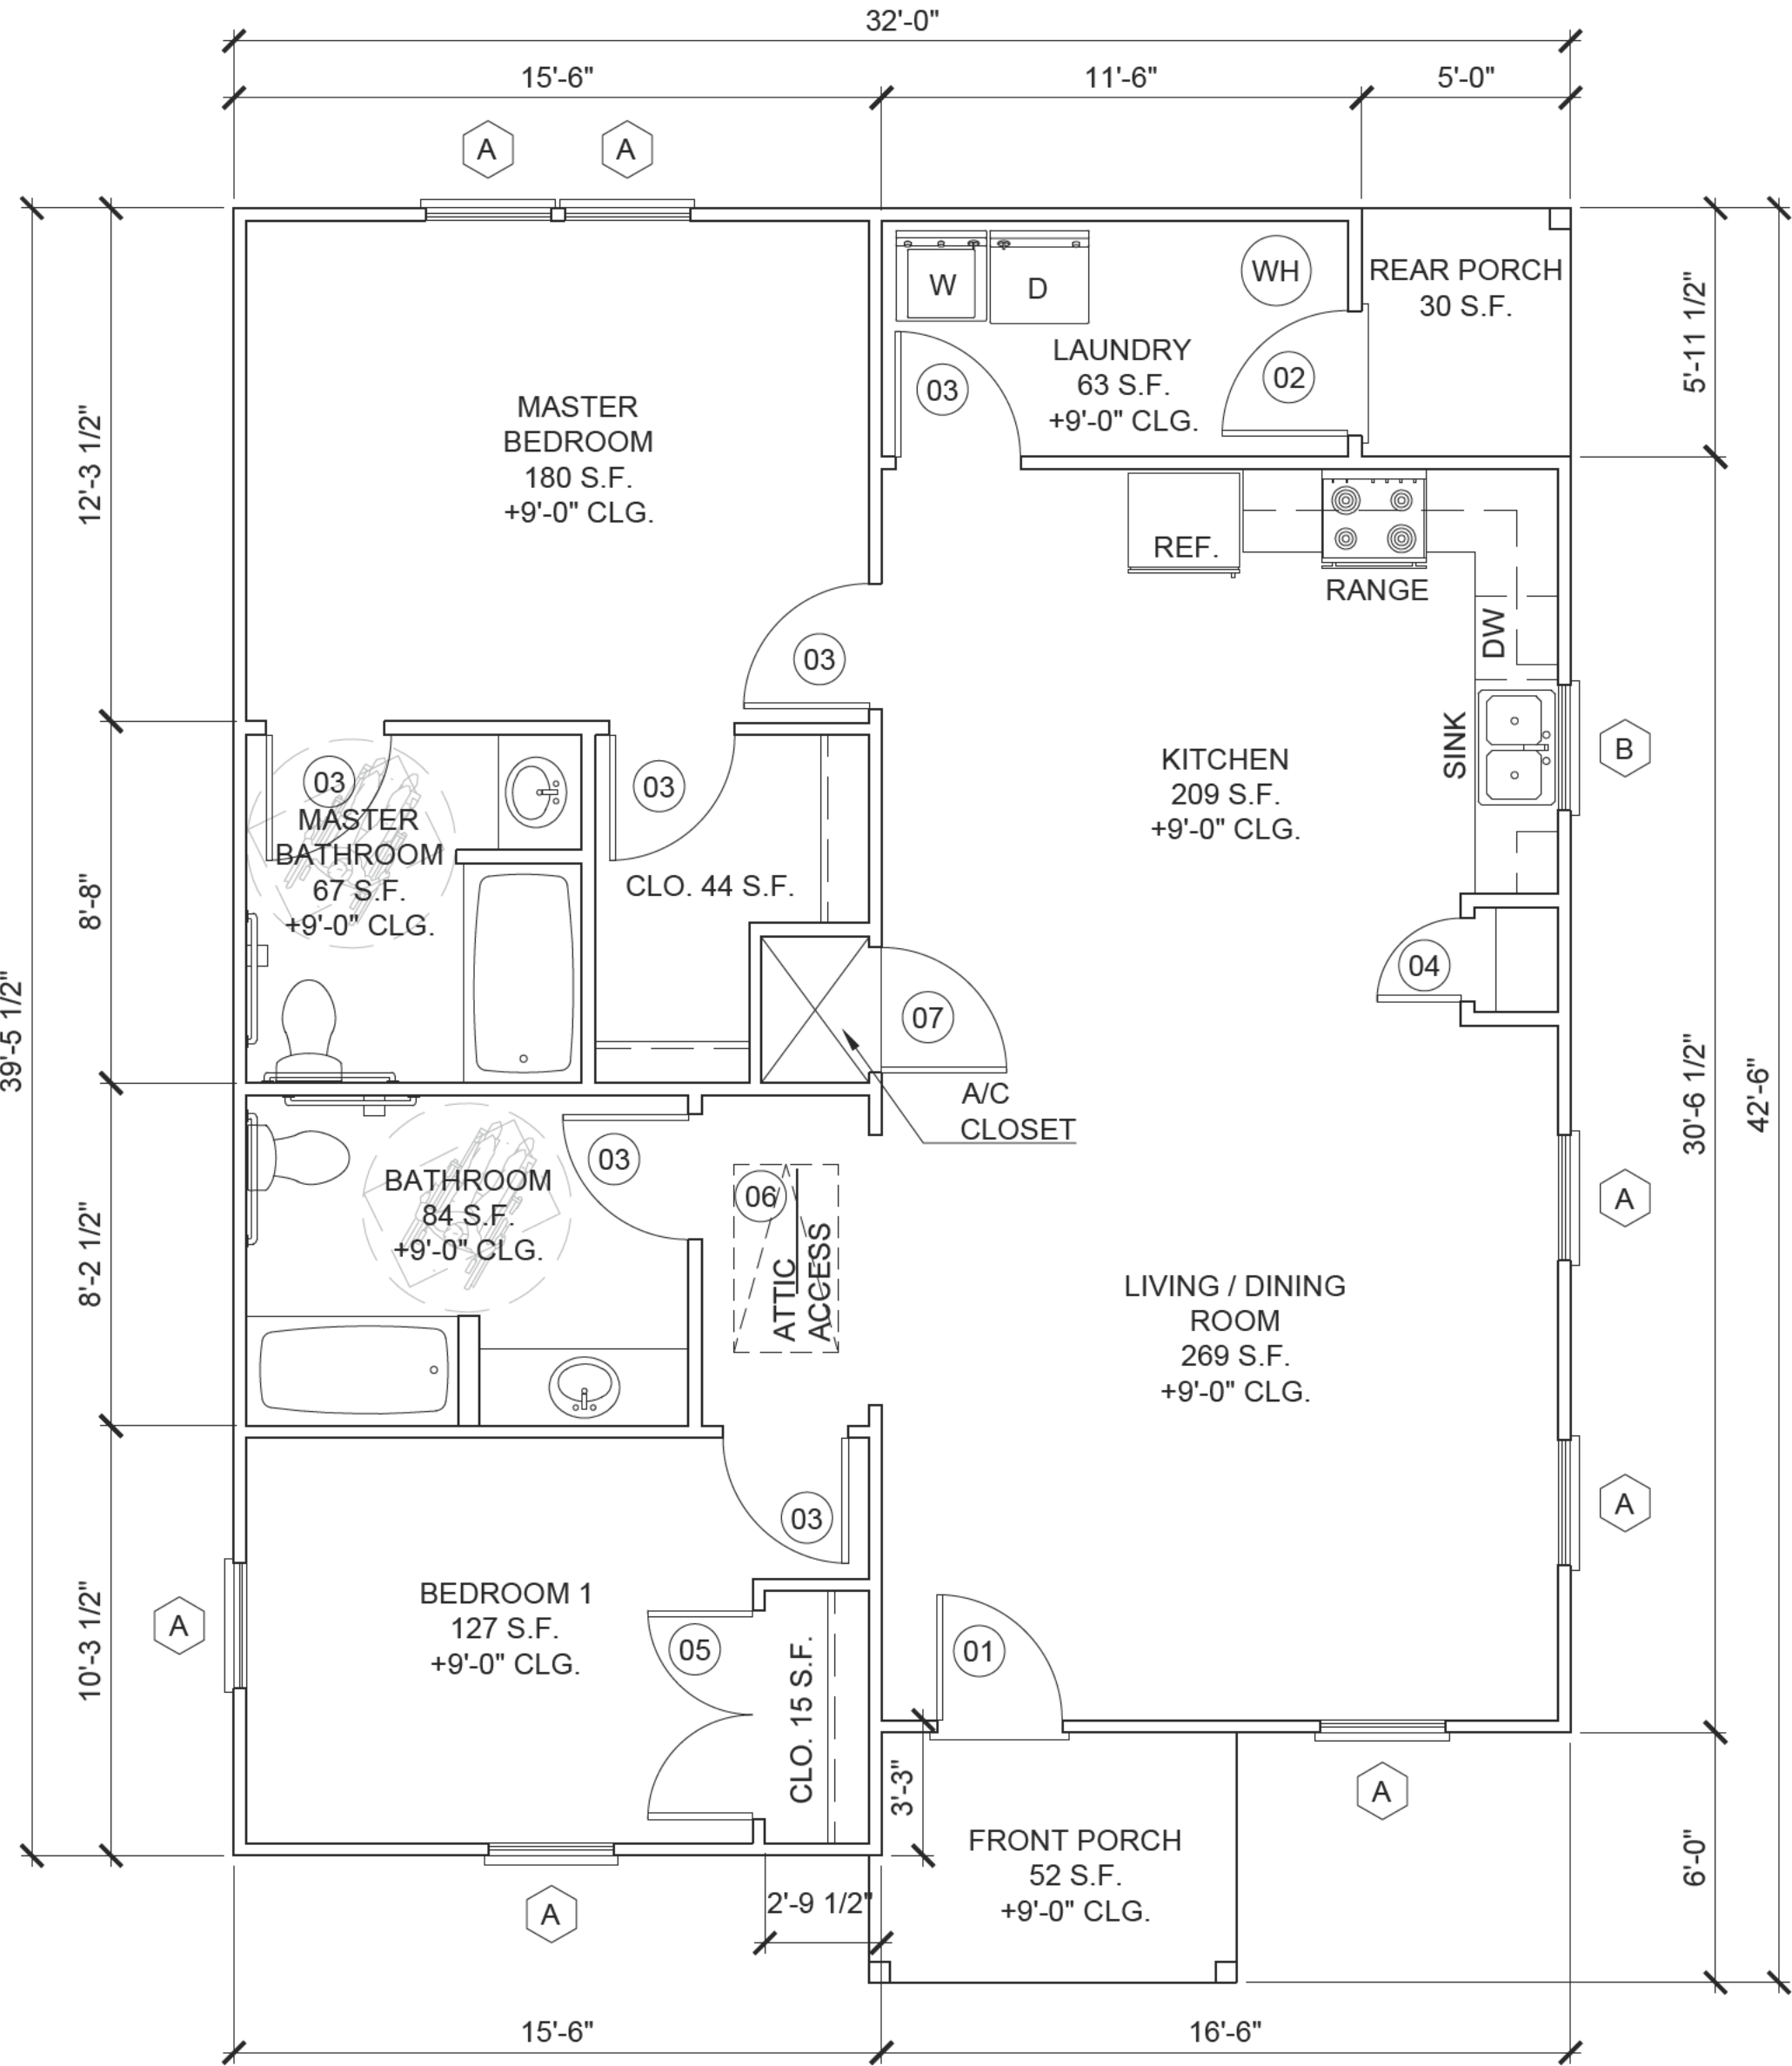 32'-0"
15'-6"
11'-6"
5'-0"
A
A
W
D
WH
REAR PORCH
30 S.F.
LAUNDRY
63 S.F.
+9'-0" CLG.
03
02
5'-11 1/2"
MASTER
BEDROOM
180 S.F.
+9'-0" CLG.
12'-3 1/2"
REF.
RANGE
DW
SINK
B
03
KITCHEN
209 S.F.
+9'-0" CLG.
03
MASTER
BATHROOM
67 S.F.
+9'-0" CLG.
03
CLO. 44 S.F.
8'-8"
04
07
A/C
CLOSET
39'-5 1/2"
30'-6 1/2"
42'-6"
03
BATHROOM
84 S.F.
+9'-0" CLG.
06
ATTIC
ACCESS
8'-2 1/2"
A
LIVING / DINING
ROOM
269 S.F.
+9'-0" CLG.
A
03
BEDROOM 1
127 S.F.
+9'-0" CLG.
10'-3 1/2"
A
05
CLO. 15 S.F.
01
3'-3"
A
FRONT PORCH
52 S.F.
+9'-0" CLG.
6'-0"
2'-9 1/2"
A
15'-6"
16'-6"